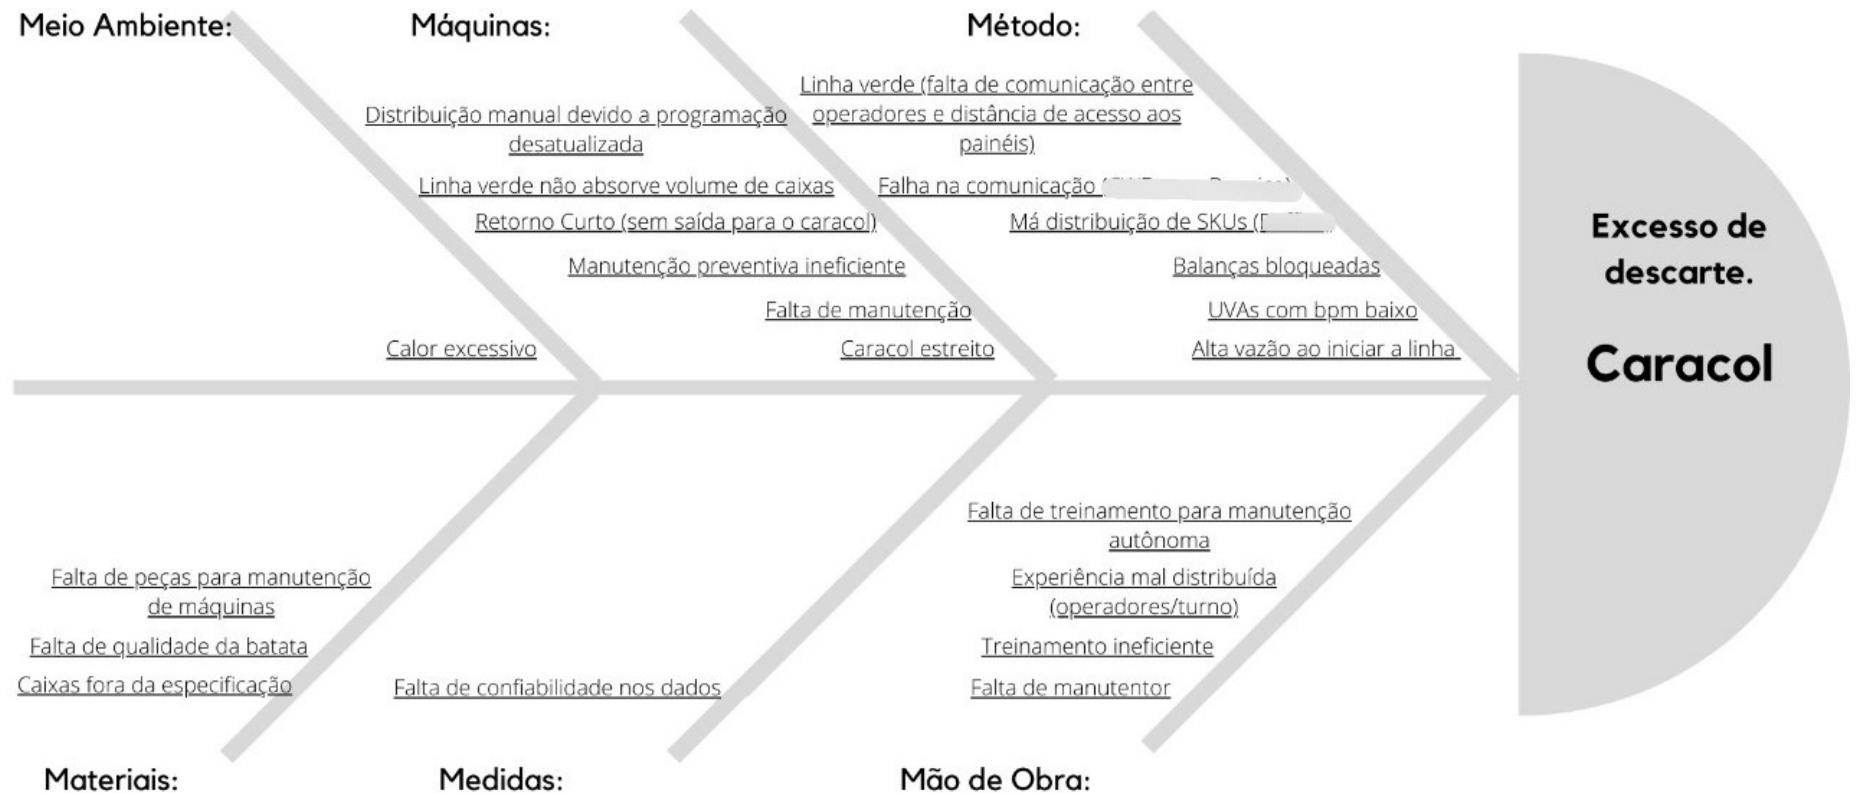 Meio Ambiente:
Máquinas:
Método:
Linha verde (falta de comunicação entre
operadores e distância de acesso aos
painéis)
Distribuição manual devido a programação
desatualizada
Linha verde não absorve volume de caixas
Falha na comunicação
Retorno Curto (sem saída para o caracol)
Má distribuição de SKUs
Manutenção preventiva ineficiente
Balanças bloqueadas
Falta de manutenção
UVAs com bpm baixo
Calor excessivo
Caracol estreito
Alta vazão ao iniciar a linha
Excesso de
descarte.
Caracol
Falta de treinamento para manutenção
autônoma
Falta de peças para manutenção
de máquinas
Experiência mal distribuída
(operadores/turno)
Falta de qualidade da batata
Treinamento ineficiente
Caixas fora da especificação
Falta de confiabilidade nos dados
Falta de manutentor
Materiais:
Medidas:
Mão de Obra: